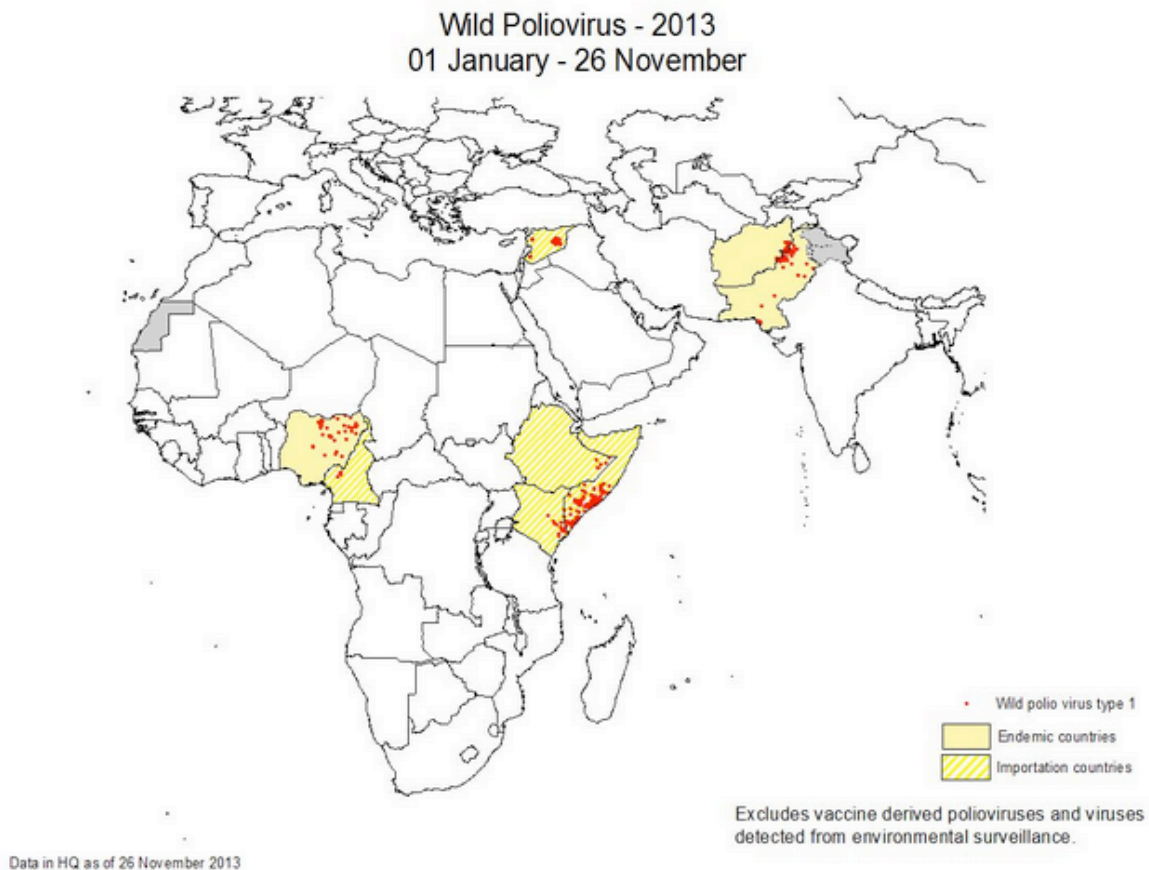 Wild Poliovirus - 2013
01 January - 26 November
Wild polio virus type 1
Endemic countries
Importation countries
Excludes vaccine derived polioviruses and viruses
detected from environmental surveillance.
Data in HQ as of 26 November 2013